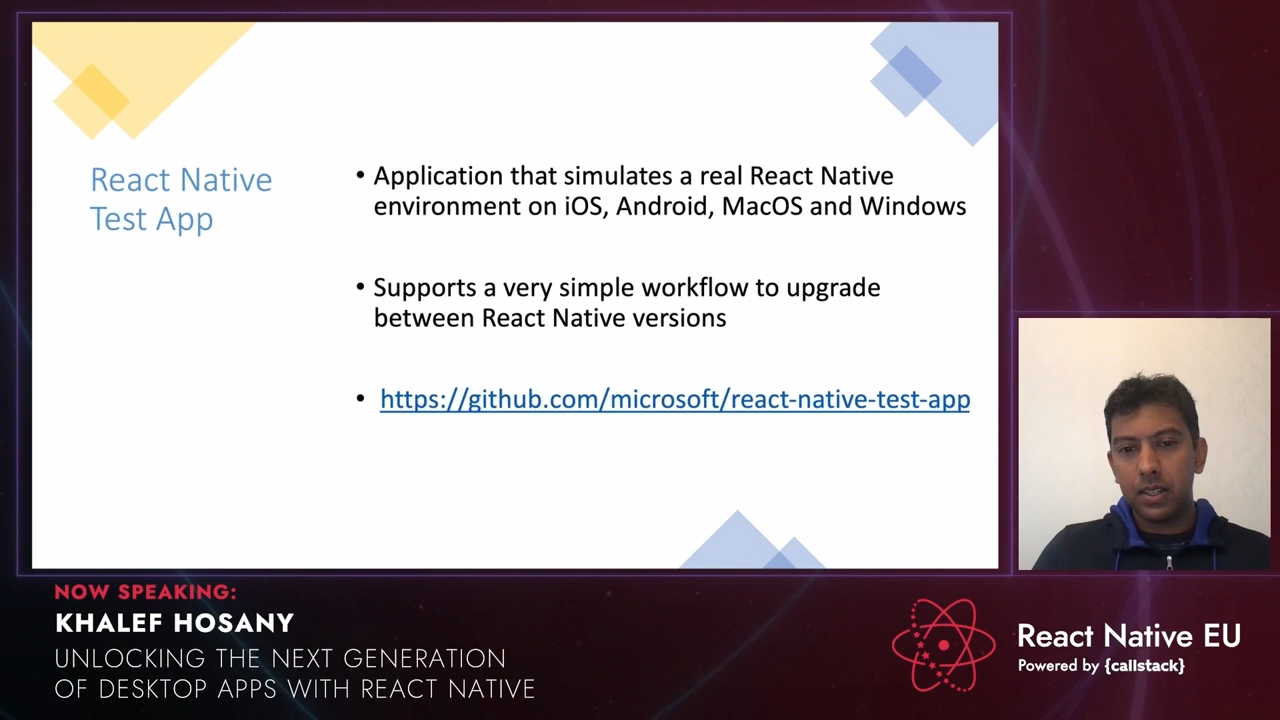 React Native
Test App
• Application that simulates a real React Native
environment on iOS, Android, MacOS and Windows
• Supports a very simple workflow to upgrade
between React Native versions
• https://github.com/microsoft/react-native-test-app
NOW SPEAKING:
KHALEF HOSANY
UNLOCKING THE NEXT GENERATION
OF DESKTOP APPS WITH REACT NATIVE
React Native EU
Powered by {callstack}